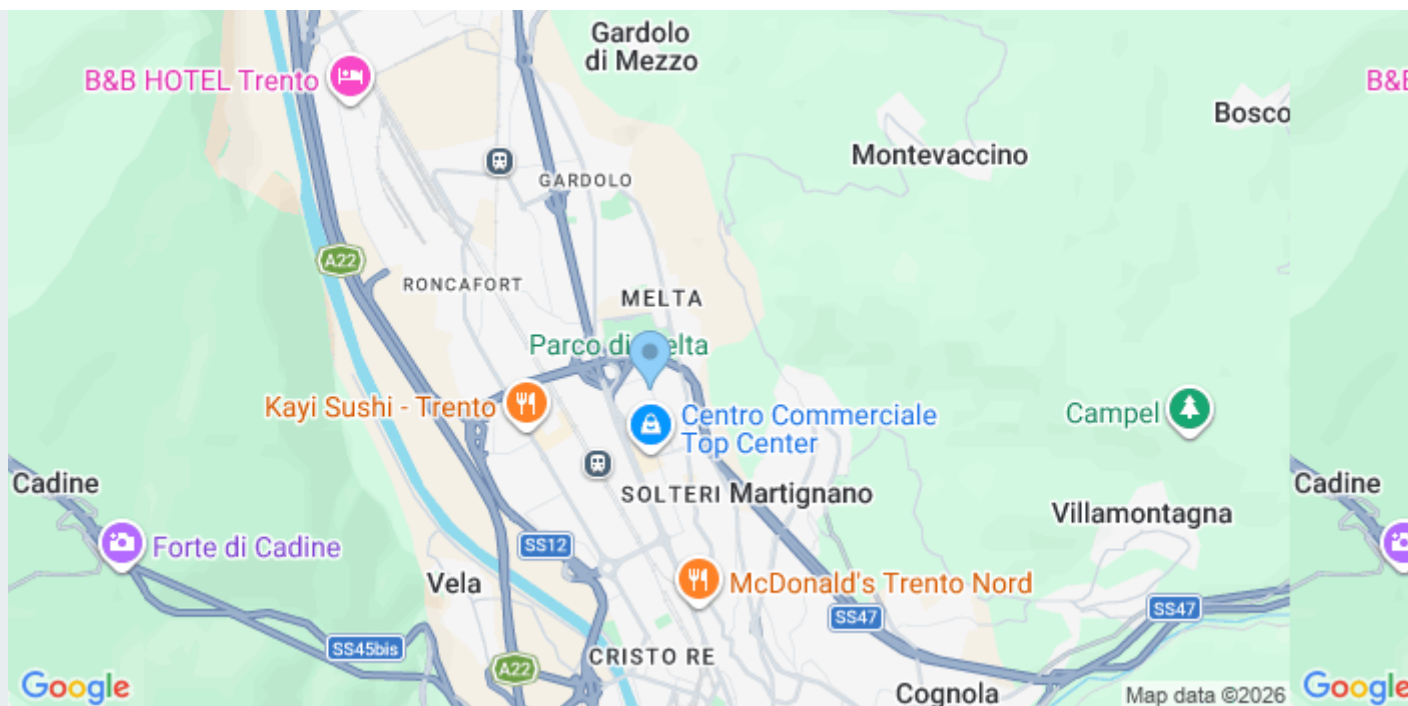 Gardolo
di Mezzo
B&B HOTEL Trento
B&B
Bosco
Montevaccino
GARDOLO
A22
RONCAFORT
MELTA
Parco di Melta
Kayi Sushi - Trento
Centro Commerciale
Top Center
Campel
Cadine
SOLTERI
Martignano
Cadine
Villamontagna
Forte di Cadine
SS12
Vela
McDonald's Trento Nord
SS47
SS47
SS45bis
CRISTO RE
A22
Google
Cognola
Map data ©2026
Google